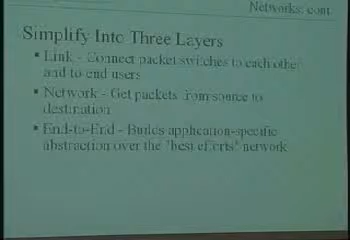 Networks: cont.
Simplify Into Three Layers
▪ Link - Connect packet switches to each other
and to end users
▪ Network - Get packets from source to
destination
▪ End-to-End - Builds application-specific
abstraction over the "best efforts" network